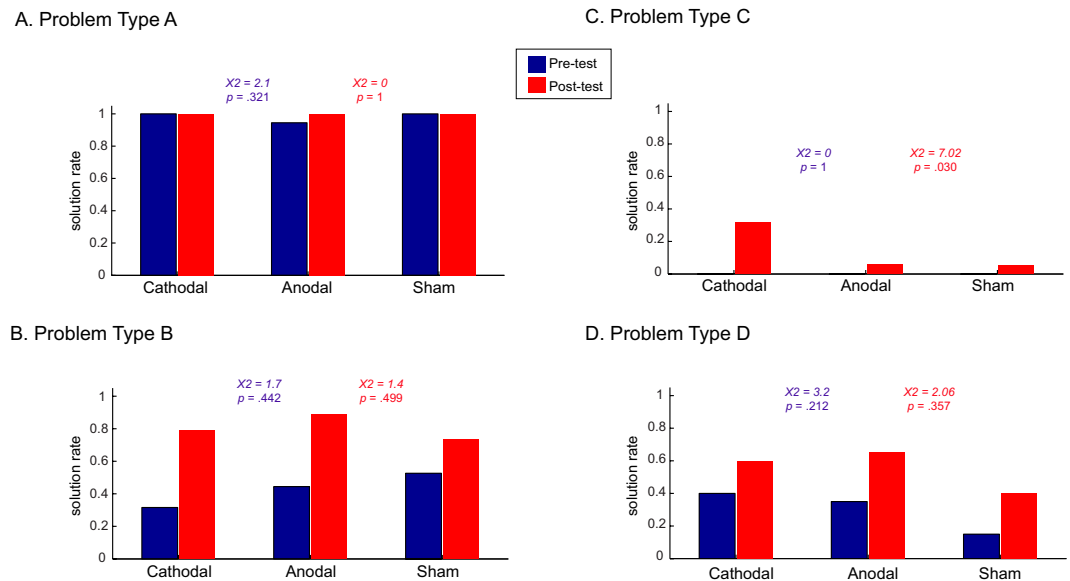 A. Problem Type A
X2 = 2.1
p = .321
X2 = 0
p = 1
1
0.8
0.6
0.4
0.2
0
solution rate
Cathodal
Anodal
Sham
Pre-test
Post-test
C. Problem Type C
X2 = 0
p = 1
X2 = 7.02
p = .030
1
0.8
0.6
0.4
0.2
0
solution rate
Cathodal
Anodal
Sham
B. Problem Type B
X2 = 1.7
p = .442
X2 = 1.4
p = .499
1
0.8
0.6
0.4
0.2
0
solution rate
Cathodal
Anodal
Sham
D. Problem Type D
X2 = 3.2
p = .212
X2 = 2.06
p = .357
1
0.8
0.6
0.4
0.2
0
solution rate
Cathodal
Anodal
Sham